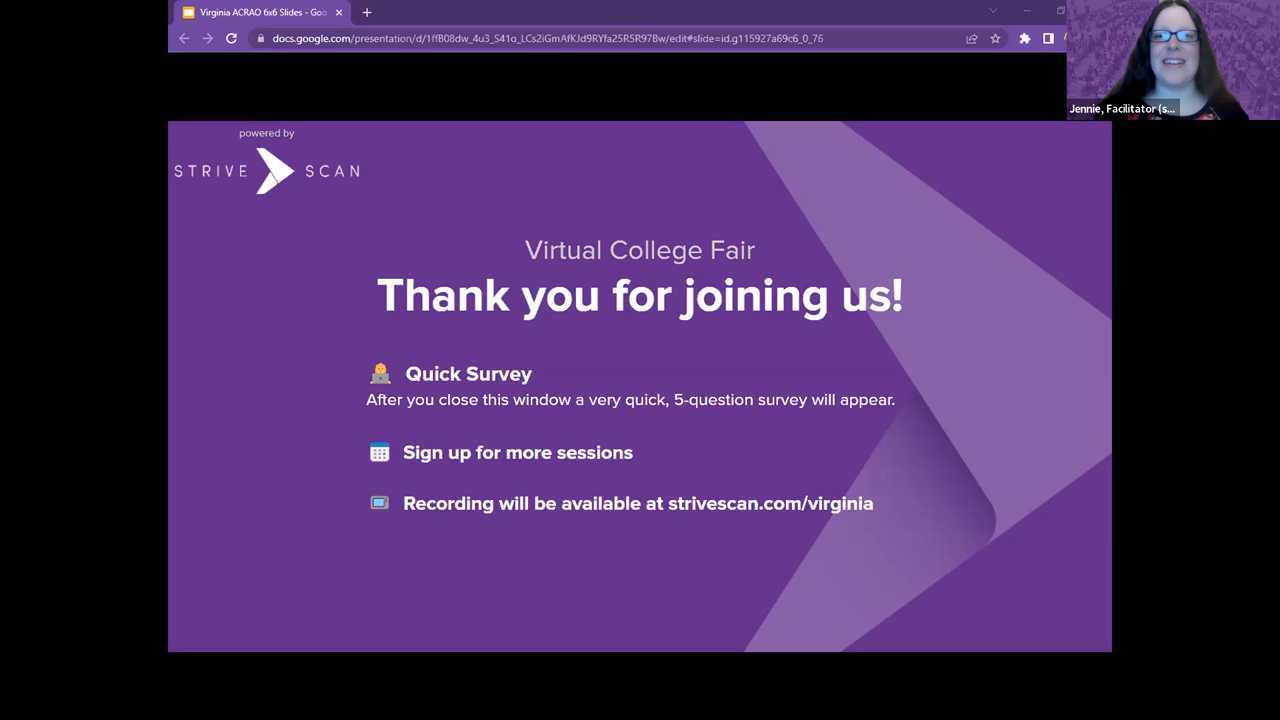 Virginia ACRAO 6x6 Slides - Goo
docs.google.com/presentation/d/1ffB08dw_4u3_S41o_LCs2iGmAfKJd9RYfa25R5R97Bw/edit#slide=id.g115927a69c6_0_76
Jennie, Facilitator (s...
powered by
STRIVE SCAN
Virtual College Fair
Thank you for joining us!
Quick Survey
After you close this window a very quick, 5-question survey will appear.
Sign up for more sessions
Recording will be available at strivescan.com/virginia